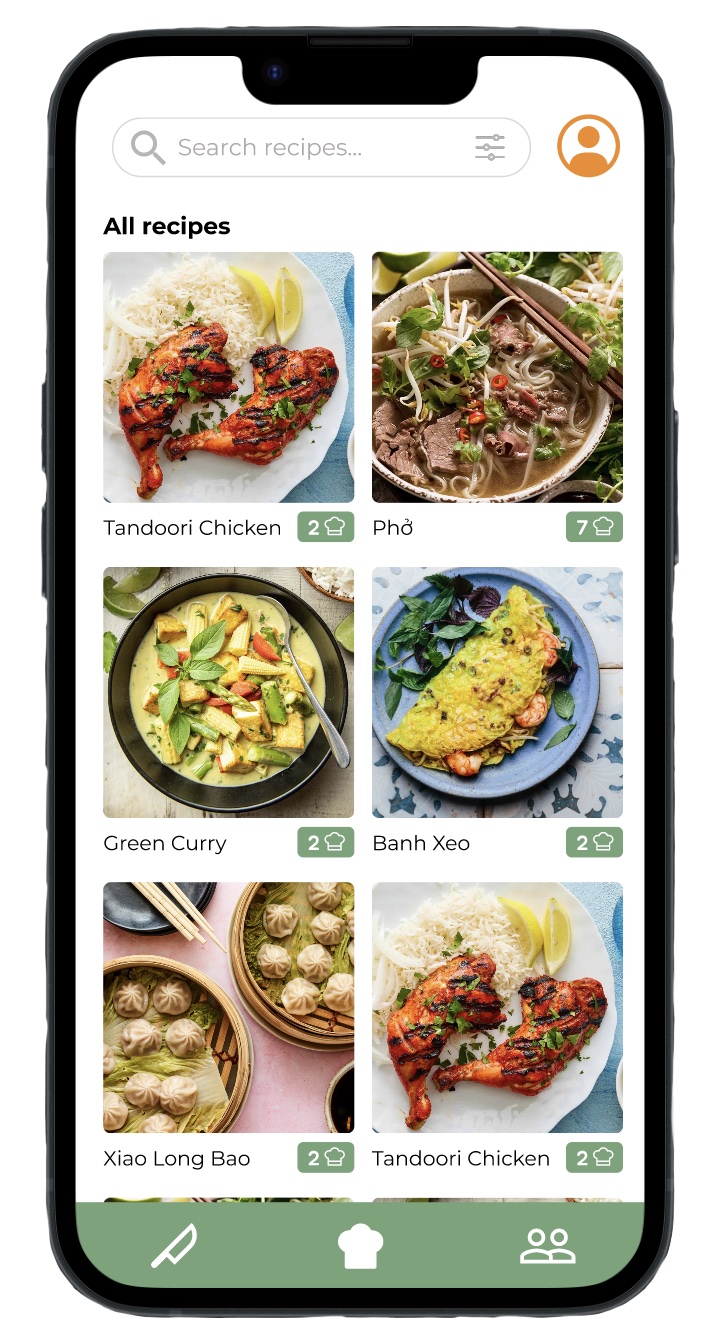 Search recipes...
All recipes
Tandoori Chicken 2
Phở 7
Green Curry 2
Banh Xeo 2
Xiao Long Bao 2
Tandoori Chicken 2